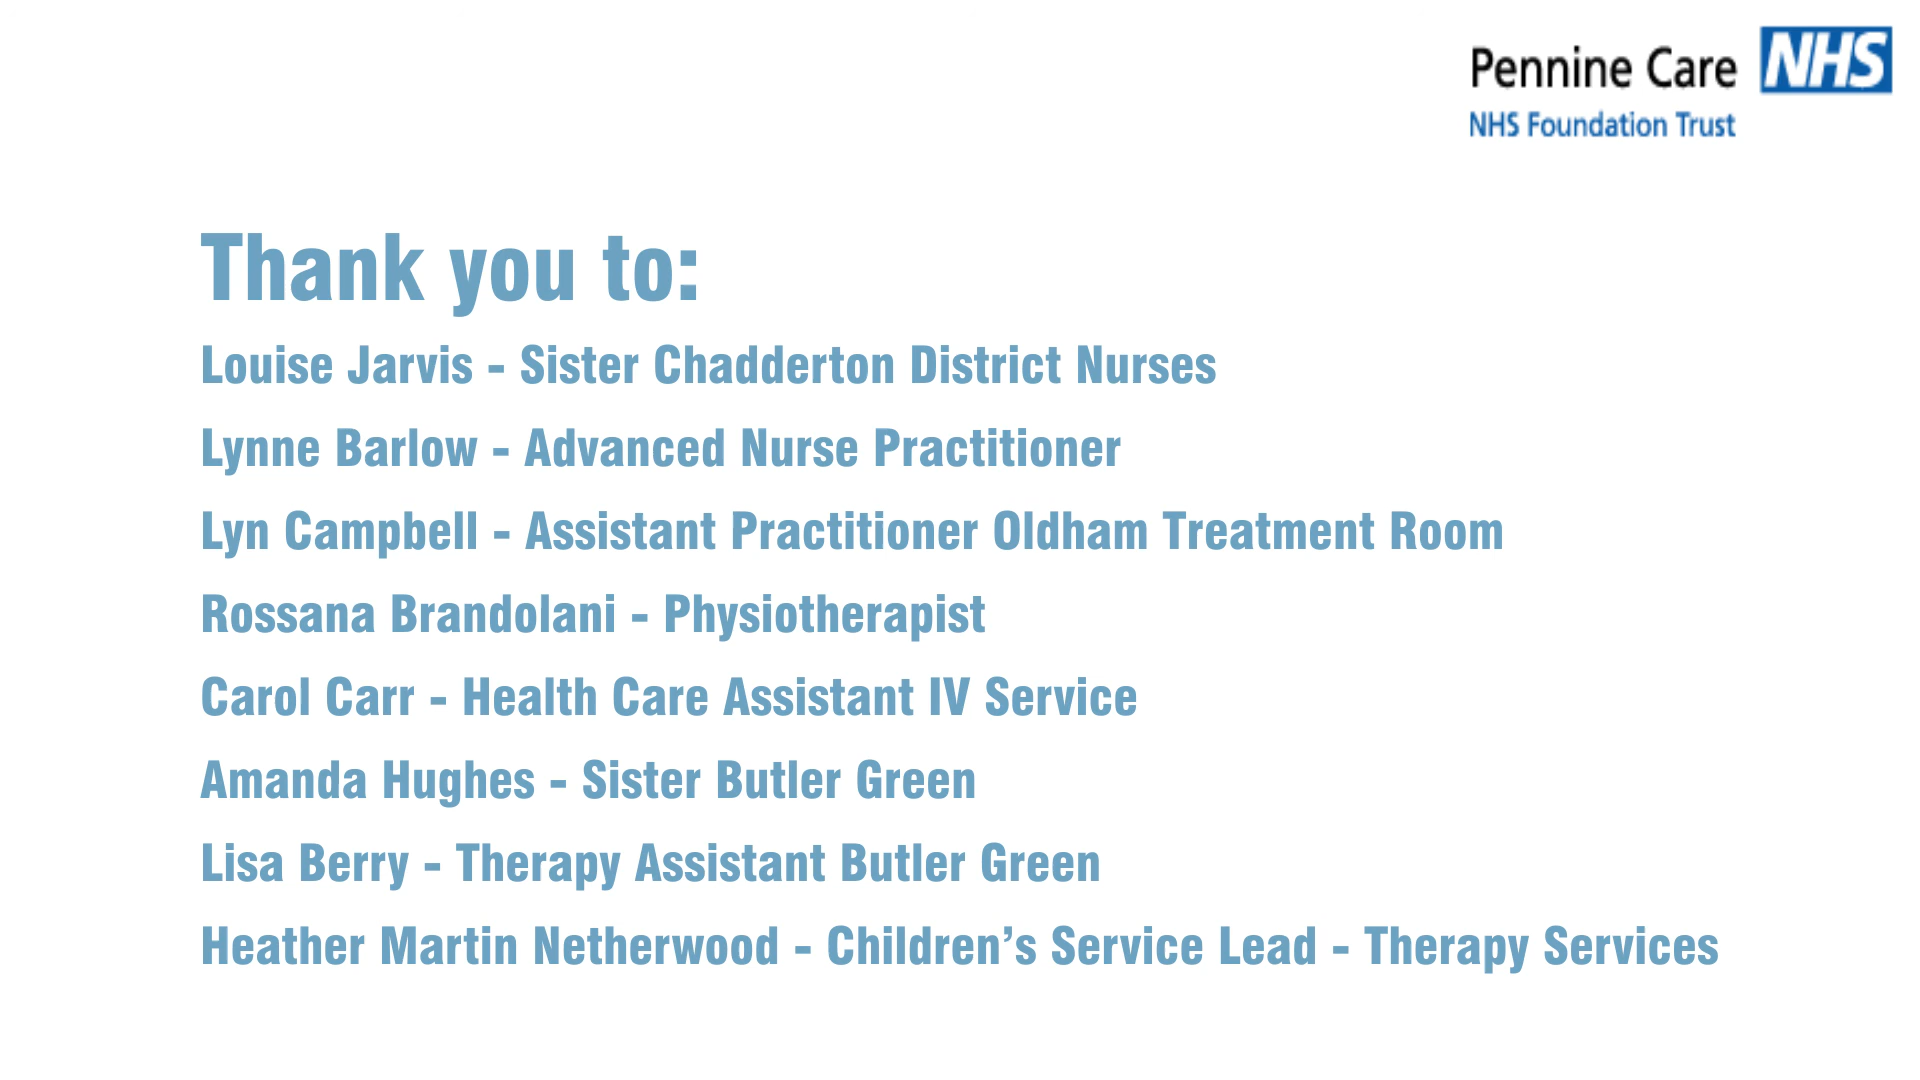 Pennine Care NHS
NHS Foundation Trust
Thank you to:
Louise Jarvis - Sister Chadderton District Nurses
Lynne Barlow - Advanced Nurse Practitioner
Lyn Campbell - Assistant Practitioner Oldham Treatment Room
Rossana Brandolani - Physiotherapist
Carol Carr - Health Care Assistant IV Service
Amanda Hughes - Sister Butler Green
Lisa Berry - Therapy Assistant Butler Green
Heather Martin Netherwood - Children’s Service Lead - Therapy Services